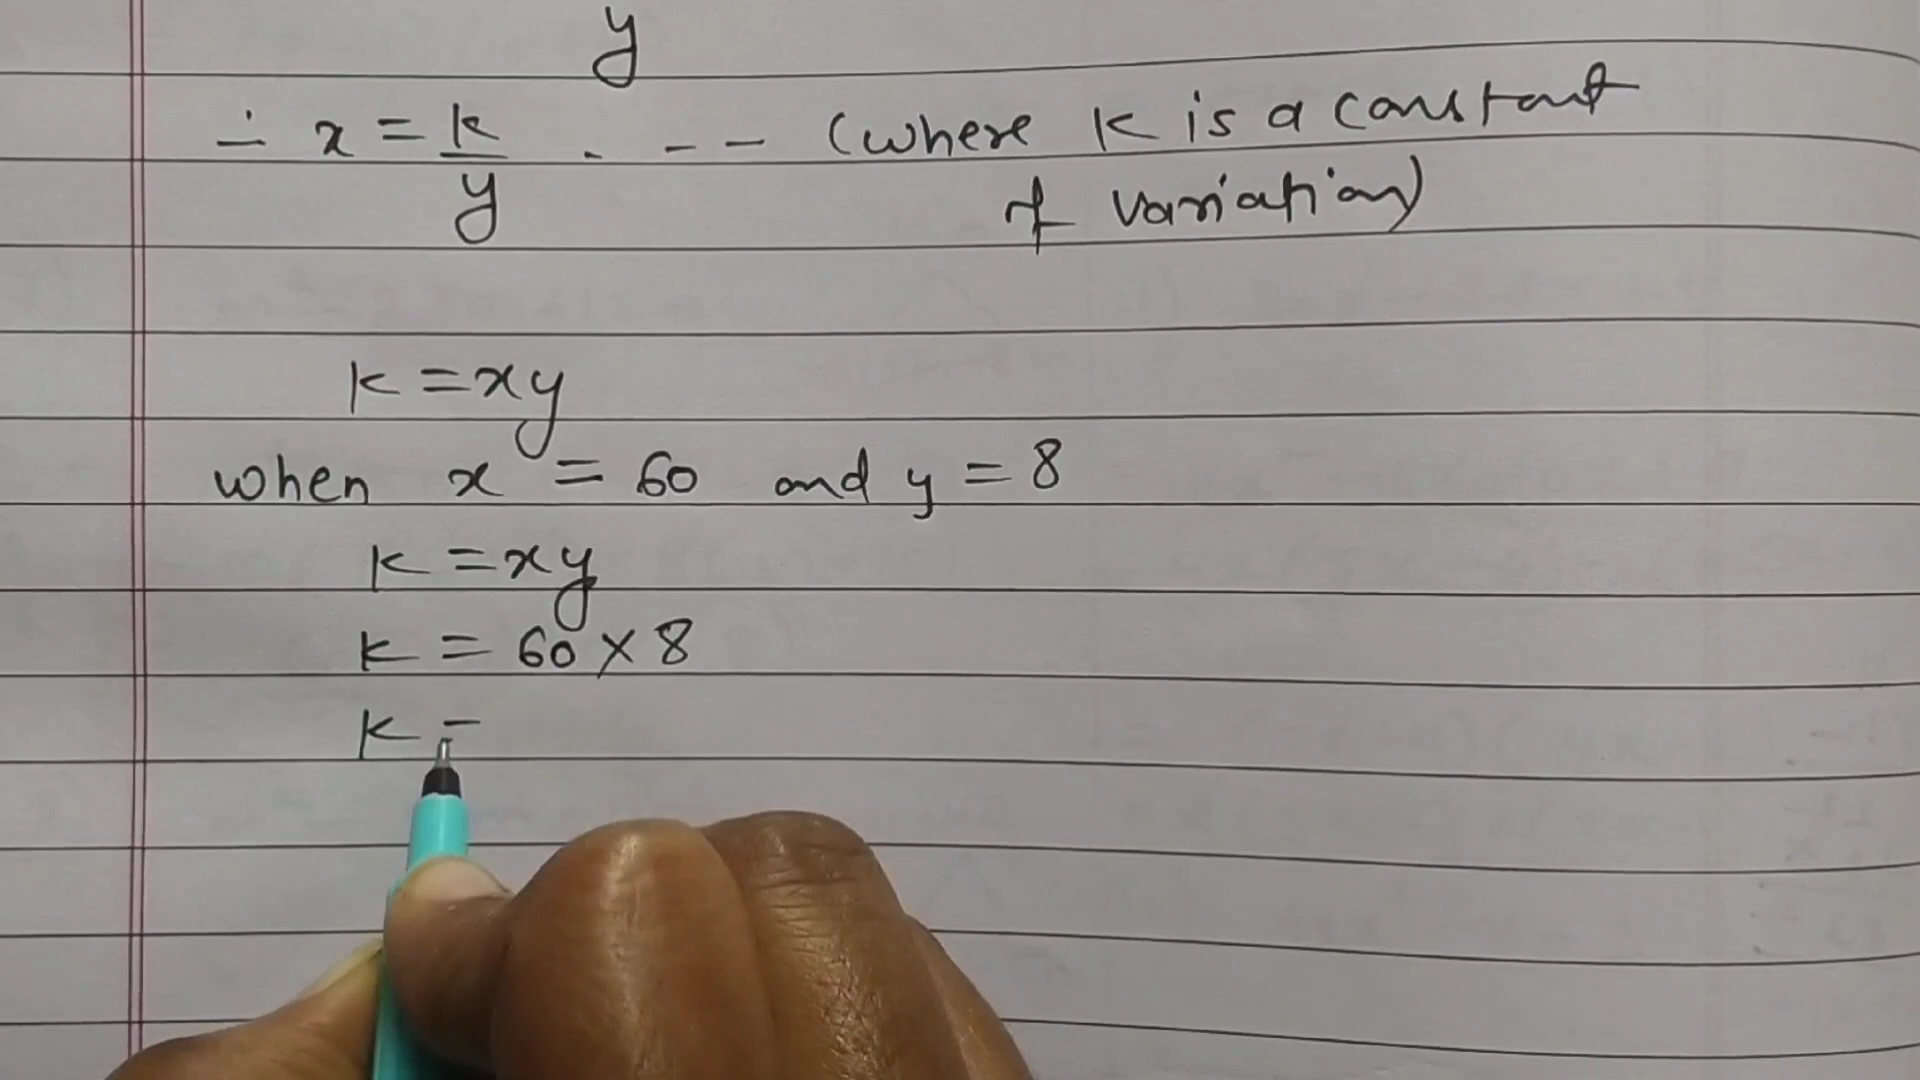 y
∴ x = k/y . - - (where k is a constant
of variation)
k = xy
when x = 60 and y = 8
k = xy
k = 60 × 8
k =